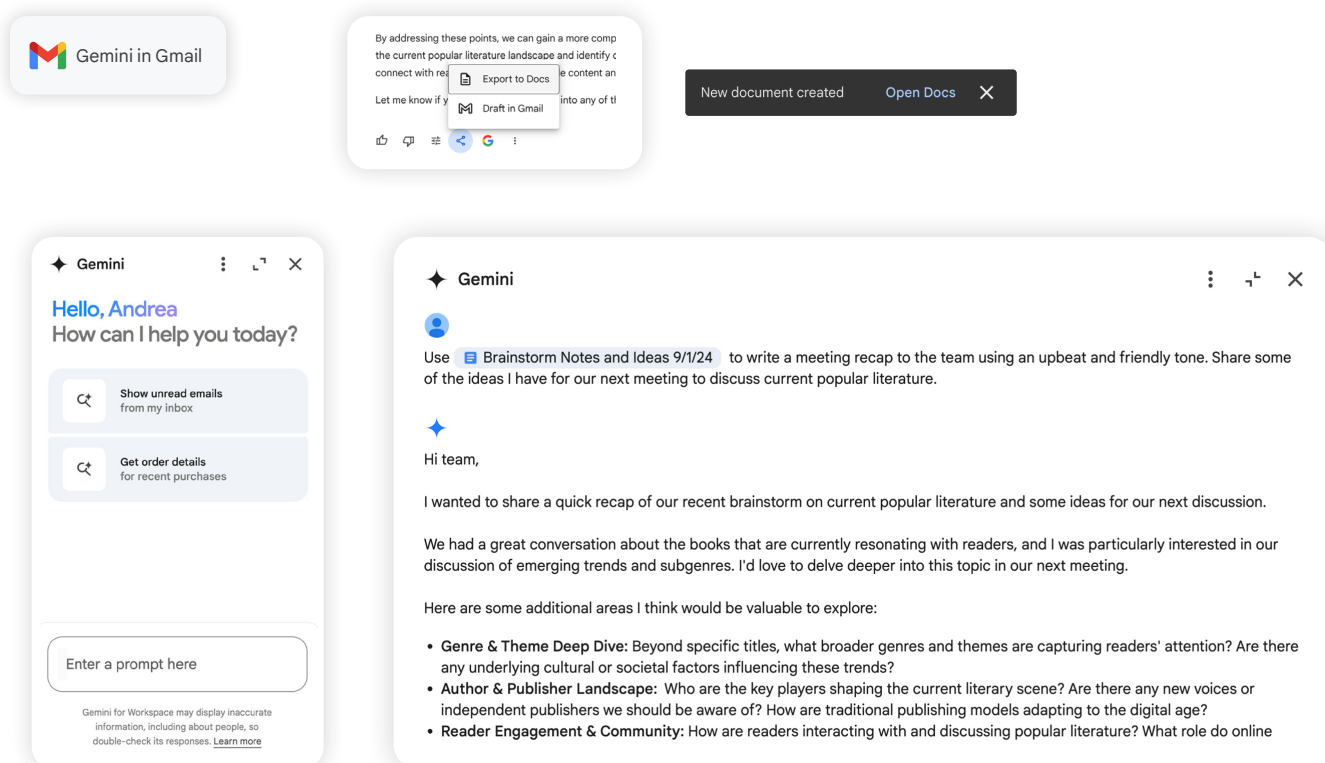 Gemini in Gmail
By addressing these points, we can gain a more comp
the current popular literature landscape and identify
connect with e content an
Export to Docs
Let me know if y into any of
Draft in Gmail
New document created Open Docs
Gemini
Hello, Andrea
How can I help you today?
Show unread emails
from my inbox
Get order details
for recent purchases
Enter a prompt here
Gemini for Workspace may display inaccurate
information, including about people, so
double-check its responses. Learn more
Gemini
Use Brainstorm Notes and Ideas 9/1/24 to write a meeting recap to the team using an upbeat and friendly tone. Share some
of the ideas I have for our next meeting to discuss current popular literature.
Hi team,
I wanted to share a quick recap of our recent brainstorm on current popular literature and some ideas for our next discussion.
We had a great conversation about the books that are currently resonating with readers, and I was particularly interested in our
discussion of emerging trends and subgenres. I'd love to delve deeper into this topic in our next meeting.
Here are some additional areas I think would be valuable to explore:
• Genre & Theme Deep Dive: Beyond specific titles, what broader genres and themes are capturing readers' attention? Are there
any underlying cultural or societal factors influencing these trends?
• Author & Publisher Landscape: Who are the key players shaping the current literary scene? Are there any new voices or
independent publishers we should be aware of? How are traditional publishing models adapting to the digital age?
• Reader Engagement & Community: How are readers interacting with and discussing popular literature? What role do online